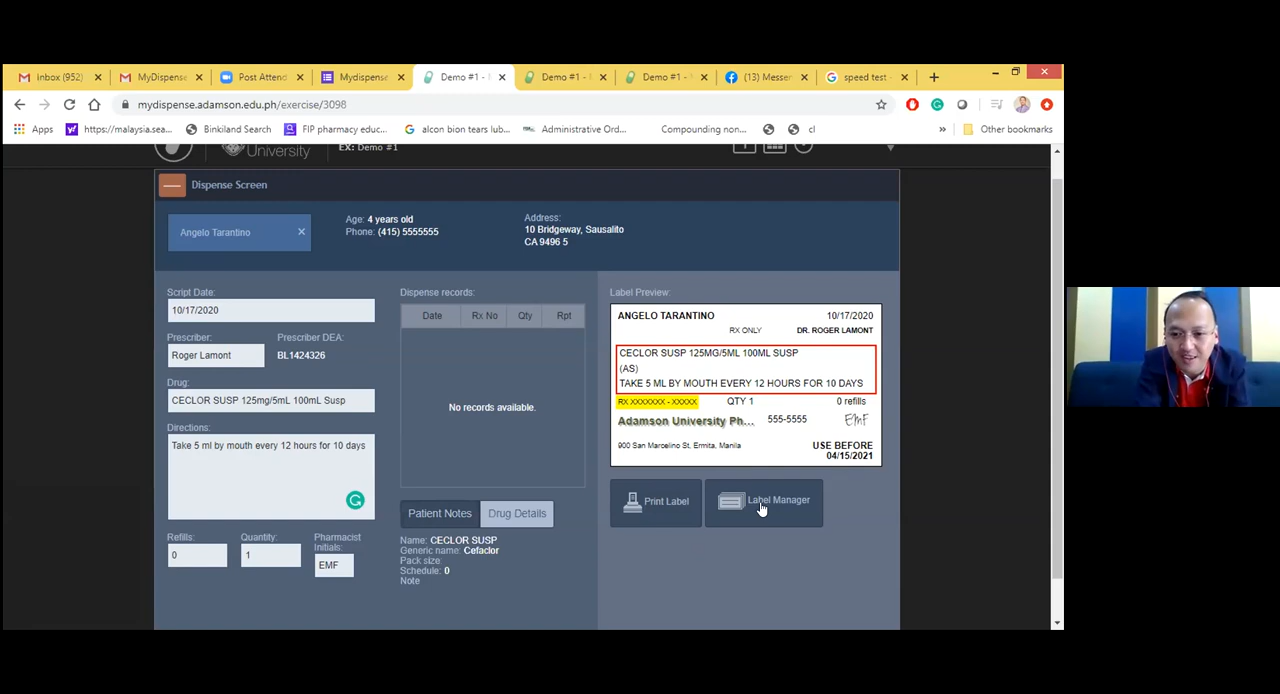 Inbox (952)
MyDispense
Post Attend
Mydispense
Demo #1 -
Demo #1 -
Demo #1 -
(13) Messen
speed test -
mydispense.adamson.edu.ph/exercise/3098
Apps
https://malaysia.sea...
Binkiland Search
FIP pharmacy educ...
alcon bion tears lub...
Administrative Ord...
Compounding non...
cl
Other bookmarks
University
EX: Demo #1
Dispense Screen
Angelo Tarantino
Age: 4 years old
Phone: (415) 5555555
Address:
10 Bridgeway, Sausalito
CA 9496 5
Script Date:
10/17/2020
Prescriber:
Prescriber DEA:
Roger Lamont
BL1424326
Drug:
CECLOR SUSP 125mg/5mL 100mL Susp
Directions:
Take 5 ml by mouth every 12 hours for 10 days
Refills:
Quantity:
Pharmacist
Initials:
0
1
EMF
Dispense records:
Date
Rx No
Qty
Rpt
No records available.
Patient Notes
Drug Details
Name: CECLOR SUSP
Generic name: Cefaclor
Pack size:
Schedule: 0
Note
Label Preview:
ANGELO TARANTINO
10/17/2020
RX ONLY
DR. ROGER LAMONT
CECLOR SUSP 125MG/5ML 100ML SUSP
(AS)
TAKE 5 ML BY MOUTH EVERY 12 HOURS FOR 10 DAYS
RX XXXXXXX - XXXXX
QTY 1
0 refills
Adamson University Ph...
555-5555
EMF
900 San Marcelino St, Ermita, Manila
USE BEFORE
04/15/2021
Print Label
Label Manager